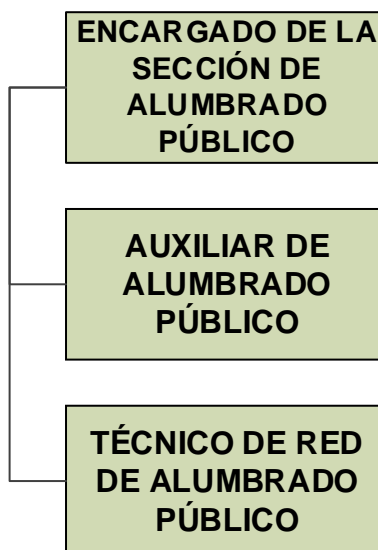 ENCARGADO DE LA
SECCIÓN DE
ALUMBRADO
PÚBLICO
AUXILIAR DE
ALUMBRADO
PÚBLICO
TÉCNICO DE RED
DE ALUMBRADO
PÚBLICO